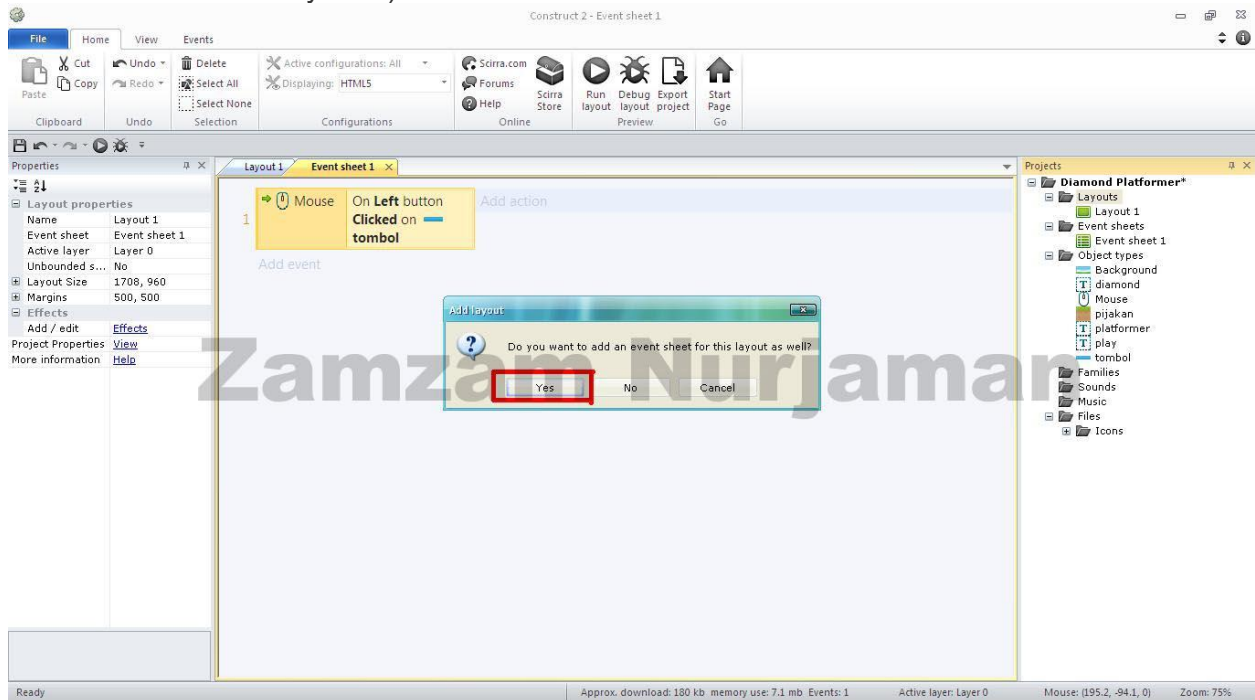 Construct 2 - Event sheet 1
File Home View Events
Paste
Cut
Copy
Clipboard
Undo
Redo
Undo
Delete
Select All
Select None
Selection
Active configurations: All
Displaying: HTML5
Configurations
Scirra.com
Forums
Help
Scirra Store
Online
Run layout
Debug layout
Export project
Preview
Start Page
Go
Properties
Layout properties
Name Layout 1
Event sheet Event sheet 1
Active layer Layer 0
Unbounded s... No
Layout Size 1708, 960
Margins 500, 500
Effects
Add / edit Effects
Project Properties View
More information Help
Layout 1 Event sheet 1
1
Mouse On Left button
Clicked on
tombol
Add action
Add event
Add layout
Do you want to add an event sheet for this layout as well?
Yes No Cancel
Zamzam Nurjaman
Projects
Diamond Platformer*
Layouts
Layout 1
Event sheets
Event sheet 1
Object types
Background
T diamond
Mouse
pijakan
T platformer
T play
tombol
Families
Sounds
Music
Files
Icons
Ready
Approx. download: 180 kb memory use: 7.1 mb Events: 1 Active layer: Layer 0 Mouse: (195.2, -94.1, 0) Zoom: 75%